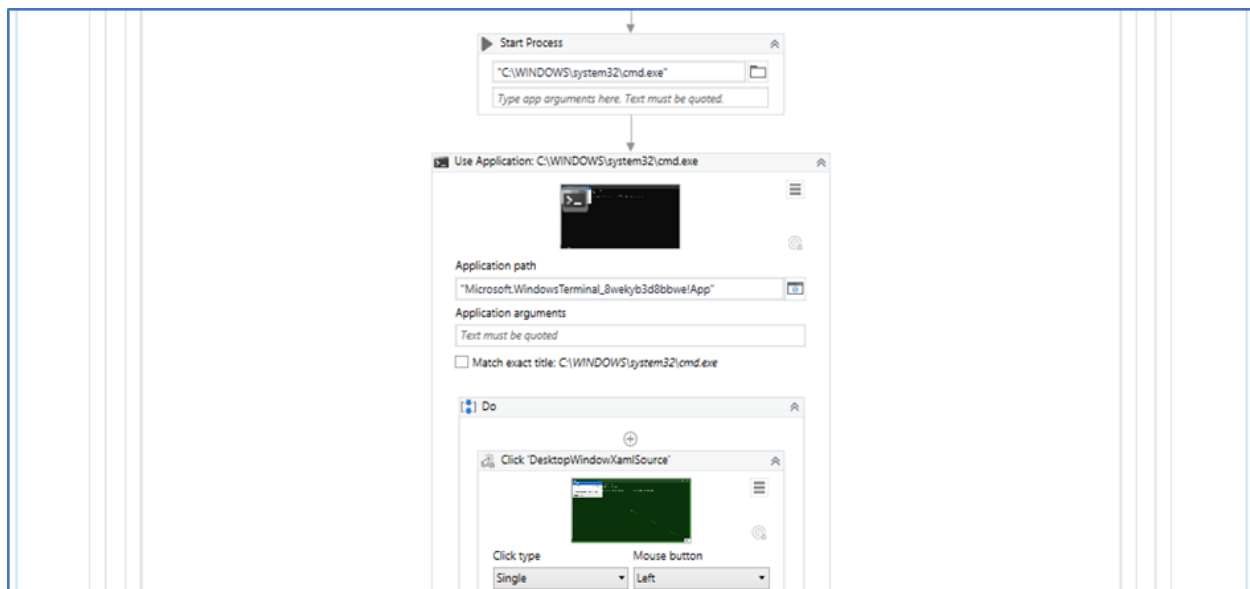 Start Process
"C:\WINDOWS\system32\cmd.exe"
Type app arguments here. Text must be quoted.
Use Application: C:\WINDOWS\system32\cmd.exe
Application path
"Microsoft.WindowsTerminal_8wekyb3d8bbwe!App"
Application arguments
Text must be quoted
Match exact title: C:\WINDOWS\system32\cmd.exe
Do
Click 'DesktopWindowXamlSource'
Click type Mouse button
Single Left